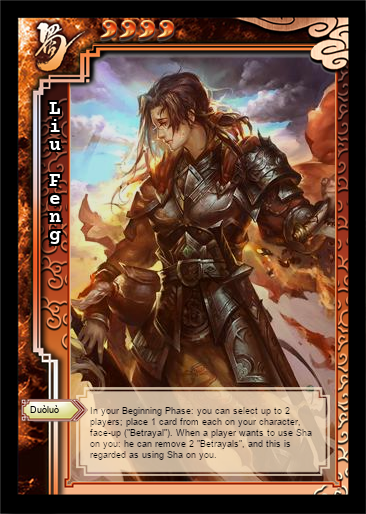 蜀
Liu Feng
Duòluò
In your Beginning Phase: you can select up to 2
players; place 1 card from each on your character,
face-up ("Betrayal"). When a player wants to use Sha
on you: he can remove 2 "Betrayals", and this is
regarded as using Sha on you.